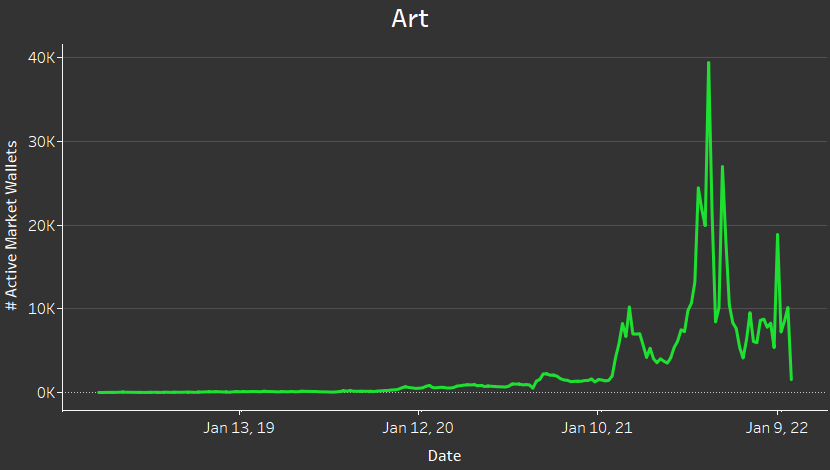 Art
# Active Market Wallets
40K
30K
20K
10K
0K
Jan 13, 19
Jan 12, 20
Jan 10, 21
Jan 9, 22
Date